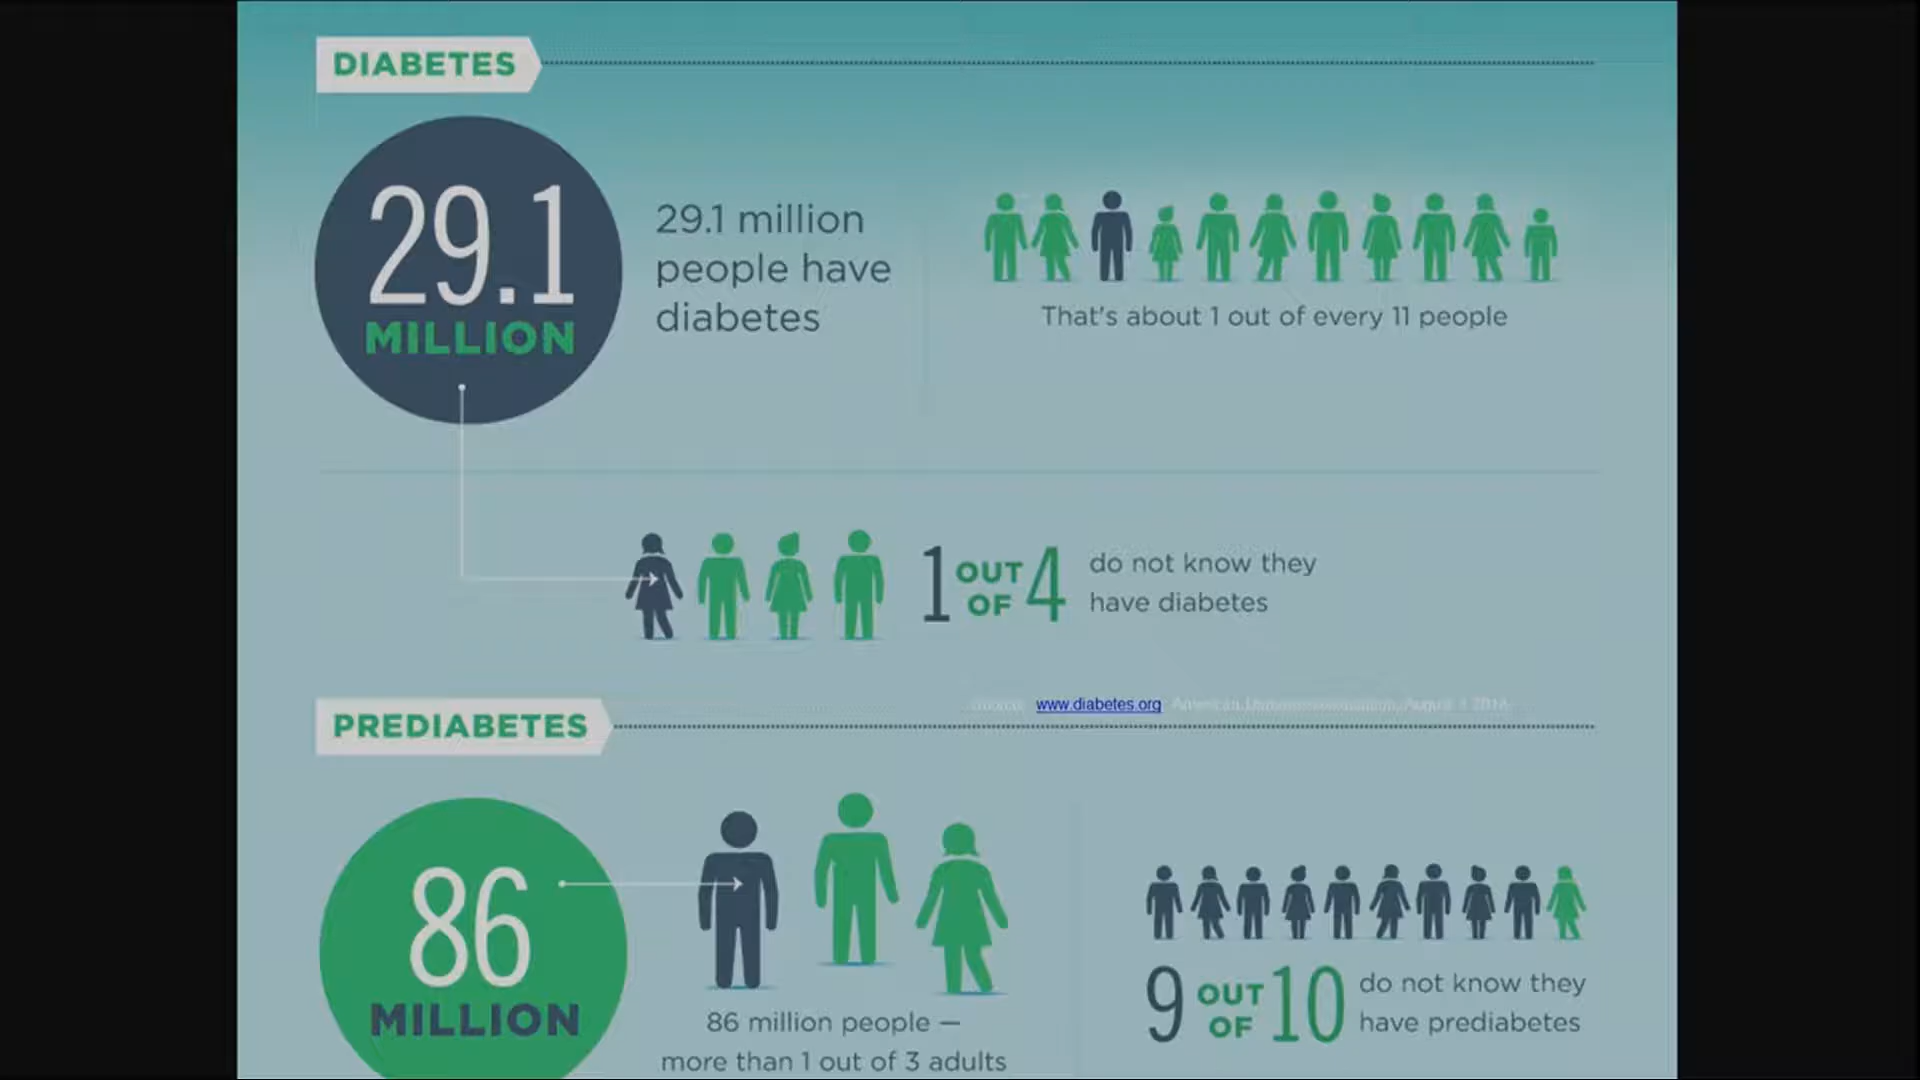 DIABETES
29.1
MILLION
29.1 million
people have
diabetes
That's about 1 out of every 11 people
1 OUT OF 4
do not know they
have diabetes
www.diabetes.org
PREDIABETES
86
MILLION
86 million people —
more than 1 out of 3 adults
9 OUT OF 10
do not know they
have prediabetes